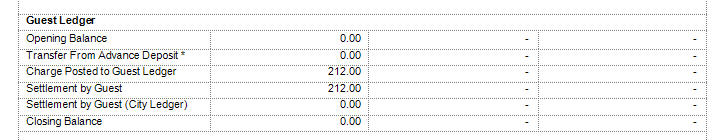 Guest Ledger
Opening Balance 0.00 - -
Transfer From Advance Deposit * 0.00 - -
Charge Posted to Guest Ledger 212.00 - -
Settlement by Guest 212.00 - -
Settlement by Guest (City Ledger) 0.00 - -
Closing Balance 0.00 - -